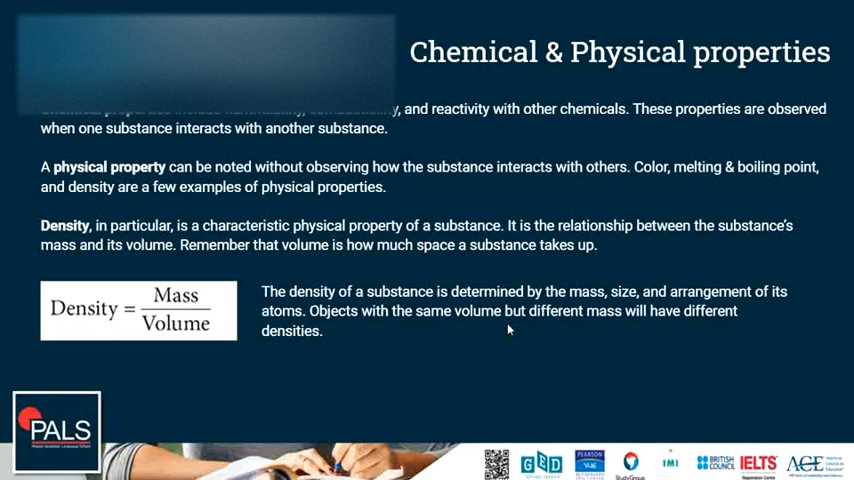 Chemical & Physical properties
and reactivity with other chemicals. These properties are observed
when one substance interacts with another substance.
A physical property can be noted without observing how the substance interacts with others. Color, melting & boiling point,
and density are a few examples of physical properties.
Density, in particular, is a characteristic physical property of a substance. It is the relationship between the substance's
mass and its volume. Remember that volume is how much space a substance takes up.
Density = Mass / Volume
The density of a substance is determined by the mass, size, and arrangement of its
atoms. Objects with the same volume but different mass will have different
densities.
PALS
GED
PEARSON
VUE
StudyGroup
IMI
BRITISH
COUNCIL
IELTS
Registration Centre
ACE
American
Council on
Education